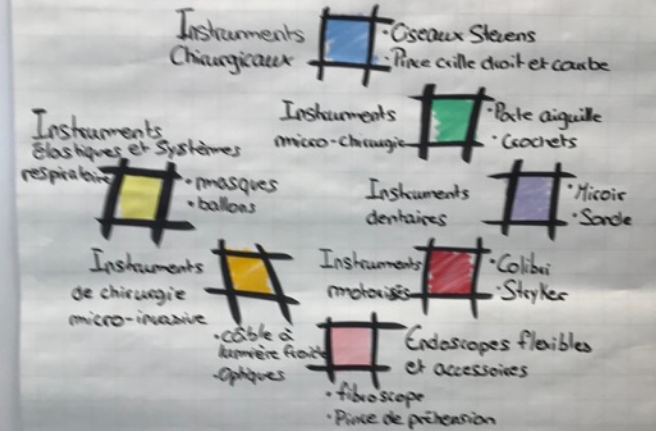 Instruments
Chirurgicaux
• Ciseaux Stevens
• Pince crille droit et courbe
Instruments
micro-chirurgie
• Porte aiguille
• Crochets
Instruments
élastiques et Systèmes
respiratoire
• masques
• ballons
Instruments
dentaires
• Miroir
• Sonde
Instruments
de chirurgie
micro-invasive
• câble à
lumière froide
• Optiques
Instruments
motorisés
• Colibri
• Stryker
Endoscopes flexibles
et accessoires
• fibroscope
• Pince de préhension